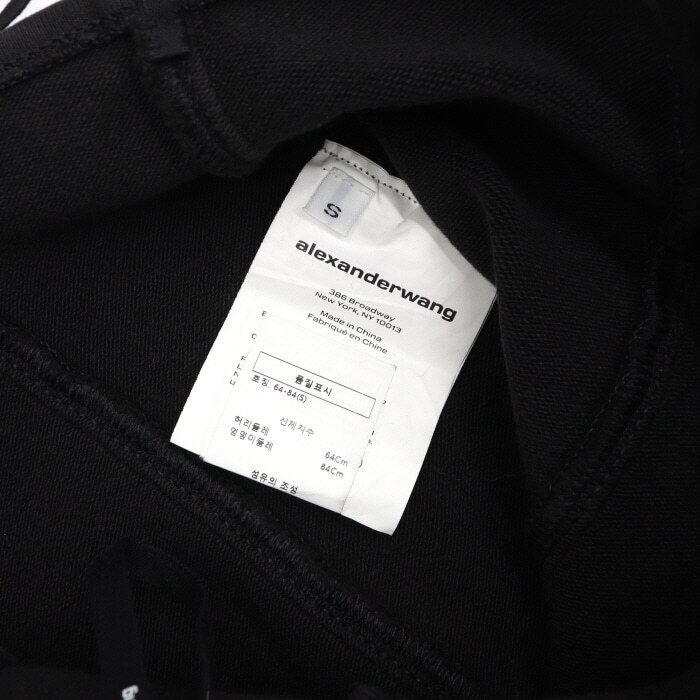 S
alexanderwang
386 Broadway
New York, NY 10013
Made in China
Fabriqué en Chine
품질표시
호칭: 64-84(S)
신체치수
허리둘레 64Cm
엉덩이둘레 84Cm
섬유의 조성